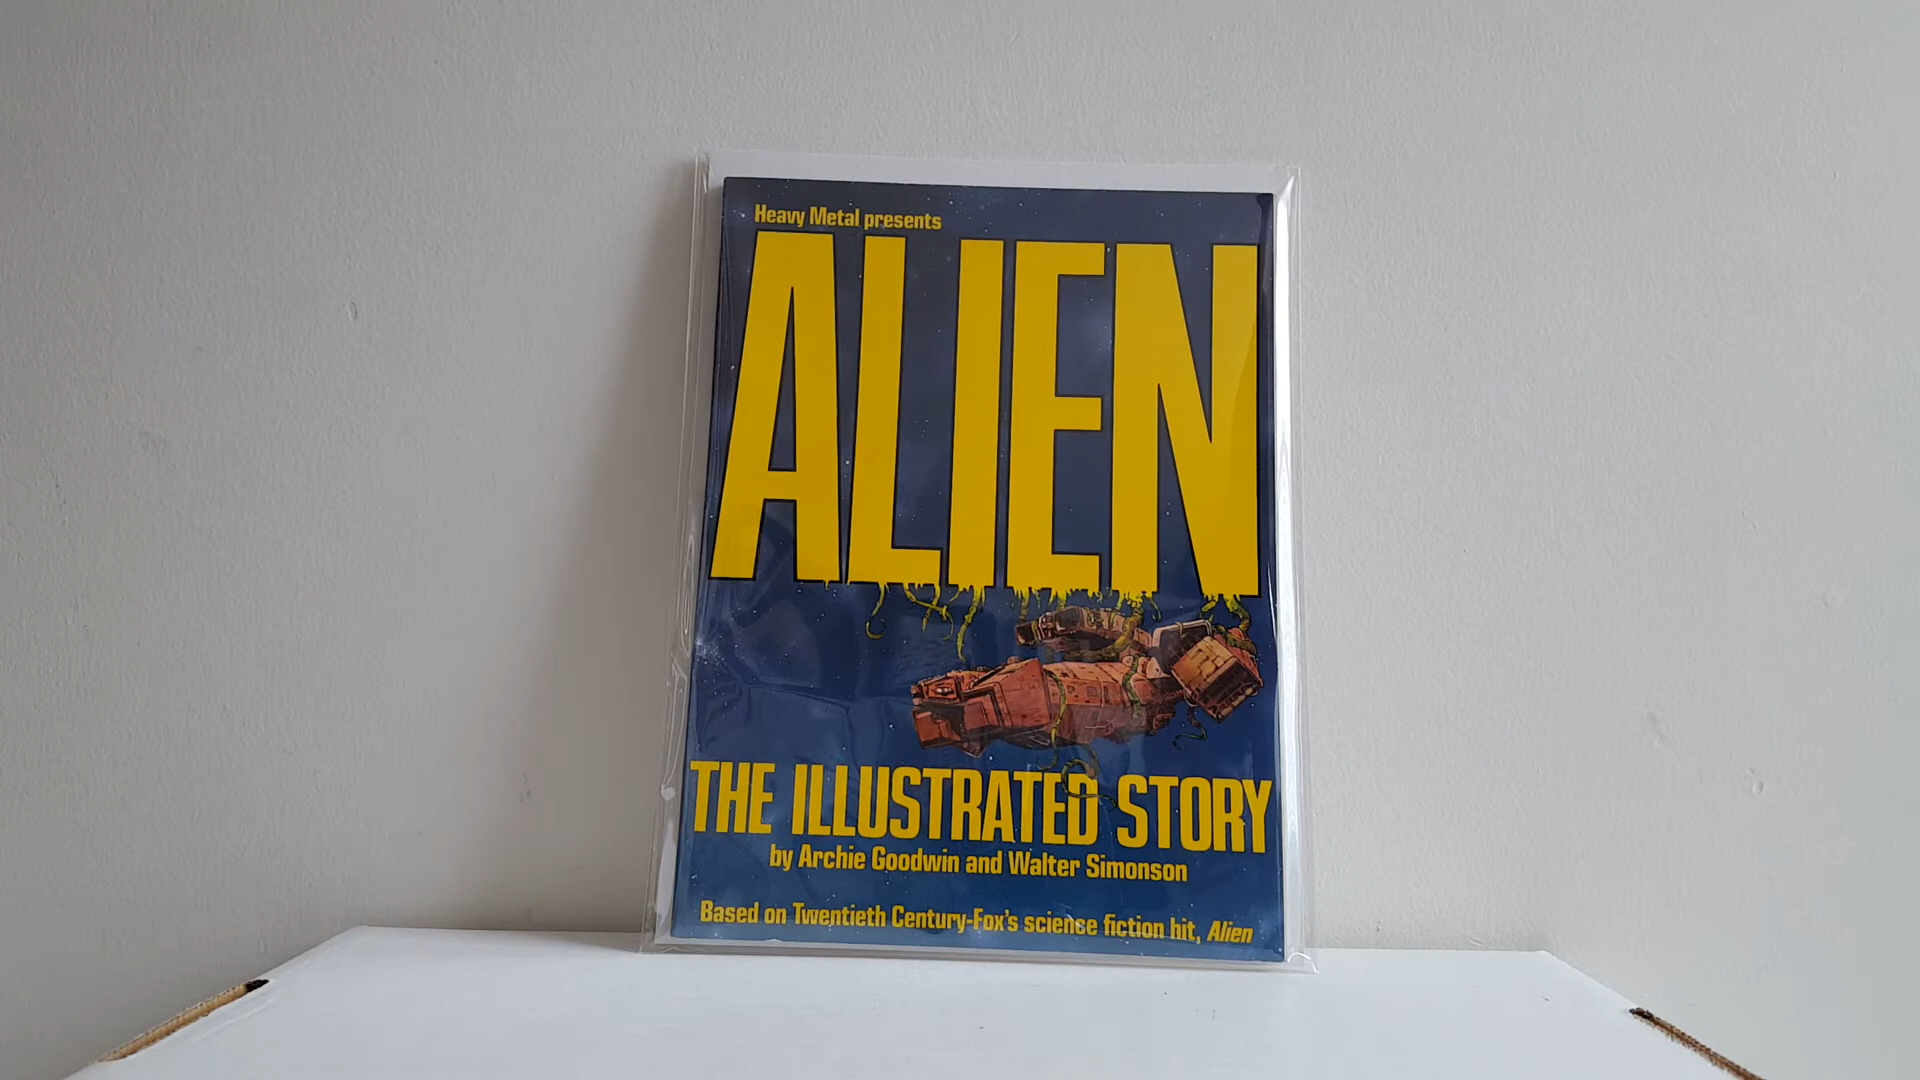 Heavy Metal presents
ALIEN
THE ILLUSTRATED STORY
by Archie Goodwin and Walter Simonson
Based on Twentieth Century-Fox's science fiction hit, Alien